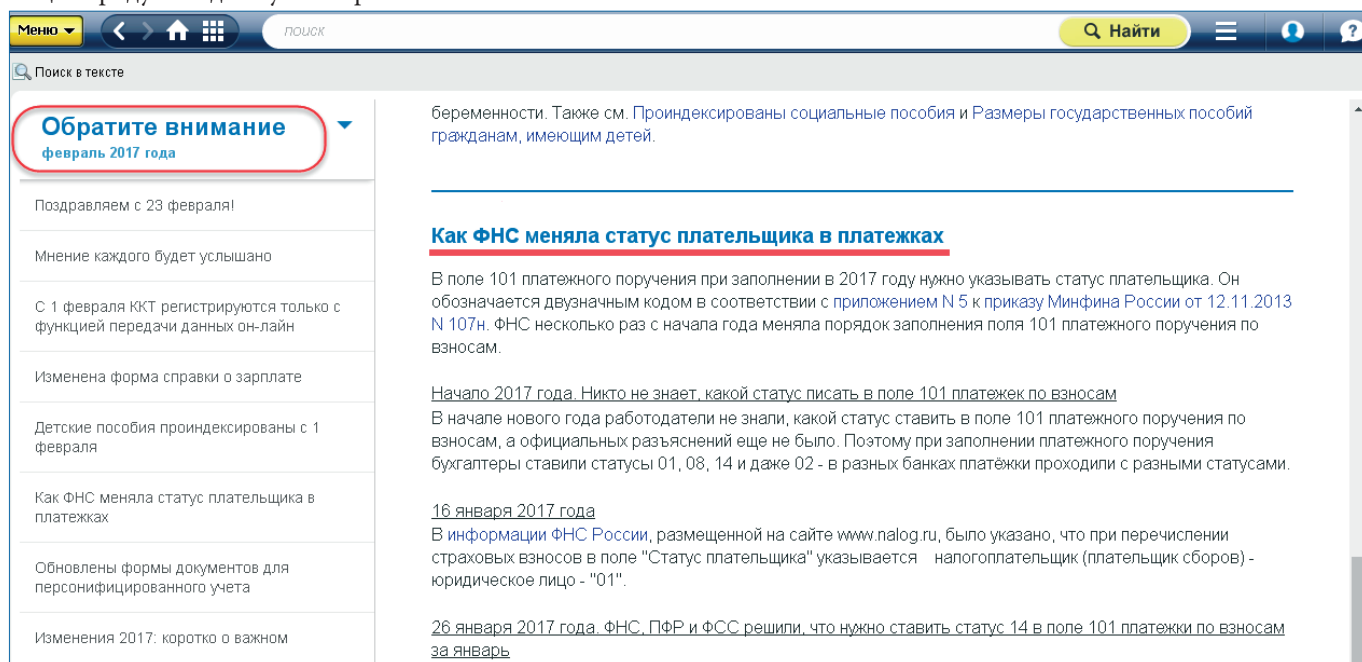 Меню
поиск
Найти
Поиск в тексте
Обратите внимание
февраль 2017 года
Поздравляем с 23 февраля!
Мнение каждого будет услышано
С 1 февраля ККТ регистрируются только с
функцией передачи данных он-лайн
Изменена форма справки о зарплате
Детские пособия проиндексированы с 1
февраля
Как ФНС меняла статус плательщика в
платежках
Обновлены формы документов для
персонифицированного учета
Изменения 2017: коротко о важном
беременности. Также см. Проиндексированы социальные пособия и Размеры государственных пособий
гражданам, имеющим детей.
Как ФНС меняла статус плательщика в платежках
В поле 101 платежного поручения при заполнении в 2017 году нужно указывать статус плательщика. Он
обозначается двузначным кодом в соответствии с приложением N 5 к приказу Минфина России от 12.11.2013
N 107н. ФНС несколько раз с начала года меняла порядок заполнения поля 101 платежного поручения по
взносам.
Начало 2017 года. Никто не знает, какой статус писать в поле 101 платежек по взносам
В начале нового года работодатели не знали, какой статус ставить в поле 101 платежного поручения по
взносам, а официальных разъяснений еще не было. Поэтому при заполнении платежного поручения
бухгалтеры ставили статусы 01, 08, 14 и даже 02 - в разных банках платёжки проходили с разными статусами.
16 января 2017 года
В информации ФНС России, размещенной на сайте www.nalog.ru, было указано, что при перечислении
страховых взносов в поле "Статус плательщика" указывается налогоплательщик (плательщик сборов) -
юридическое лицо - "01".
26 января 2017 года. ФНС, ПФР и ФСС решили, что нужно ставить статус 14 в поле 101 платежки по взносам
за январь